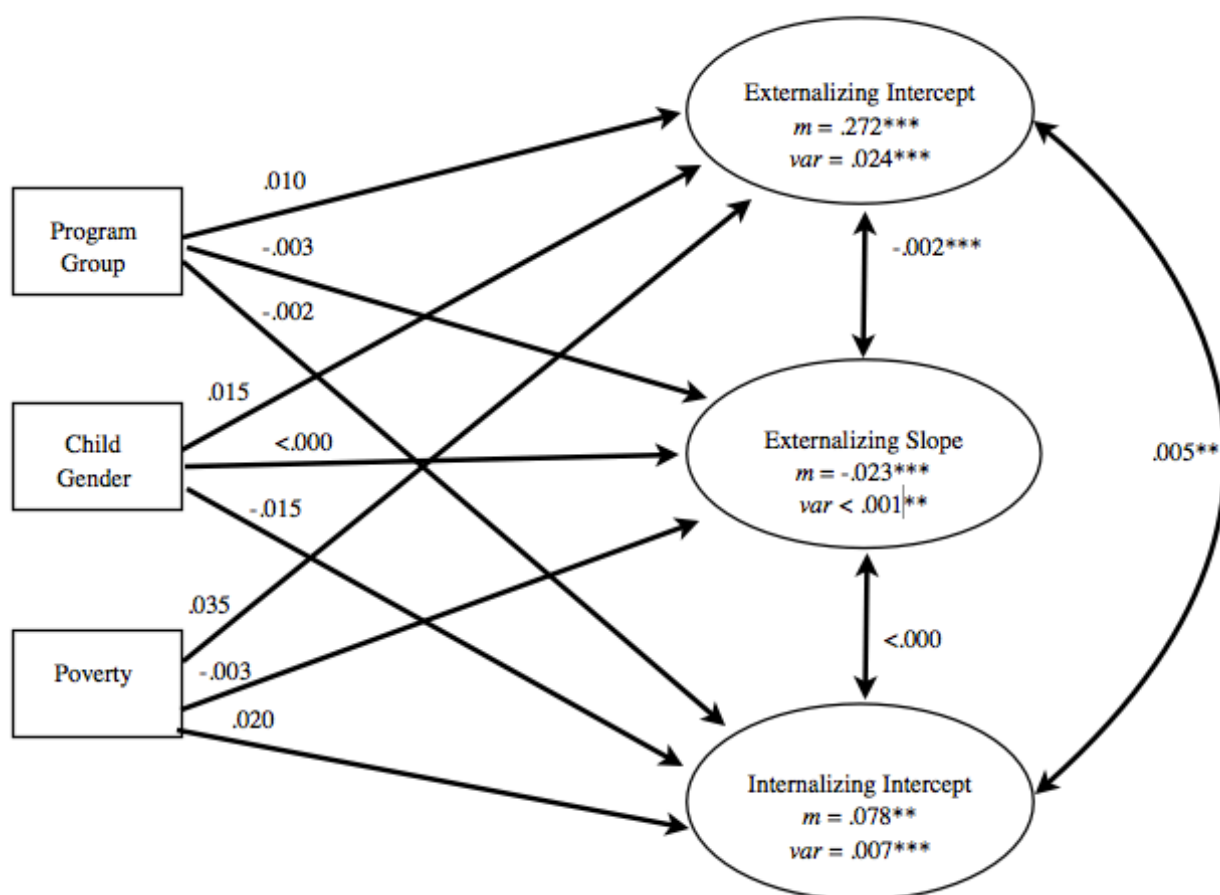 Externalizing Intercept
m = .272***
var = .024***
.010
Program
Group
-.003
-.002***
-.002
.015
Child
Gender
<.000
Externalizing Slope
m = -.023***
var < .001**
.005**
-.015
.035
Poverty
-.003
<.000
.020
Internalizing Intercept
m = .078**
var = .007***